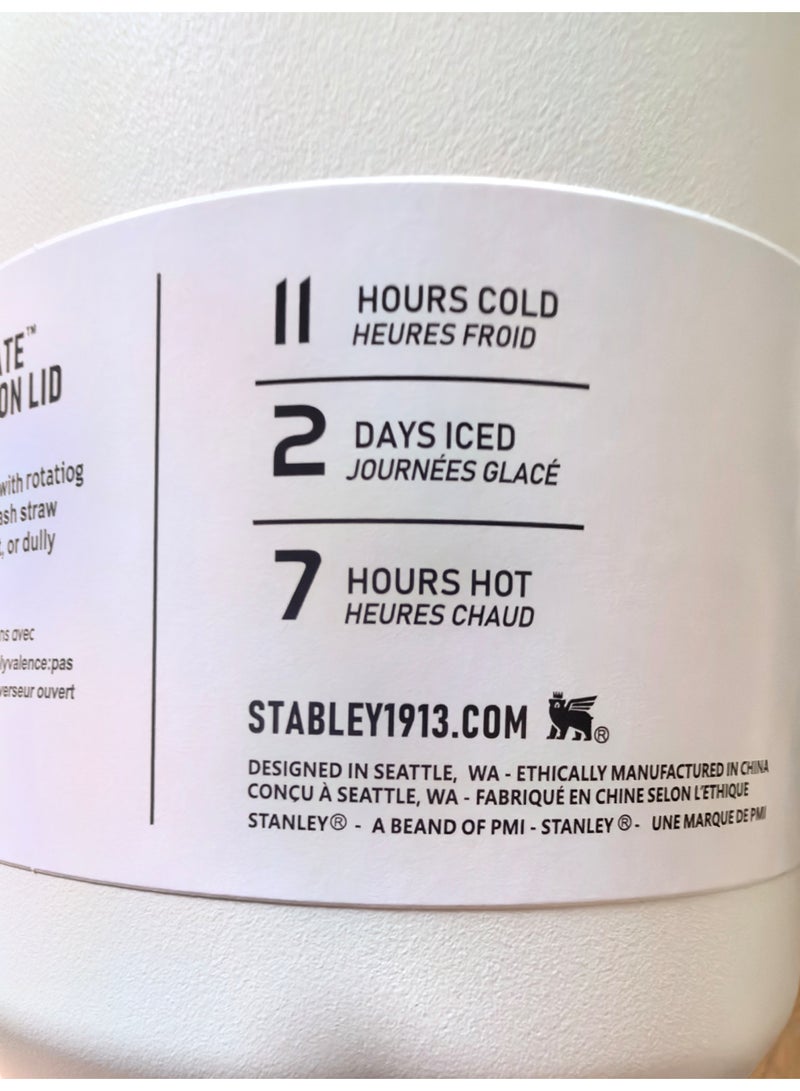 ATE™
ON LID
with rotatiog
ash straw
, or dully
ns avec
lyvalence:pas
verseur ouvert
11 HOURS COLD
HEURES FROID
2 DAYS ICED
JOURNÉES GLACÉ
7 HOURS HOT
HEURES CHAUD
STABLEY1913.COM ®
DESIGNED IN SEATTLE, WA - ETHICALLY MANUFACTURED IN CHINA
CONÇU À SEATTLE, WA - FABRIQUÉ EN CHINE SELON L'ETHIQUE
STANLEY® - A BEAND OF PMI - STANLEY ® - UNE MARQUE DE PMI